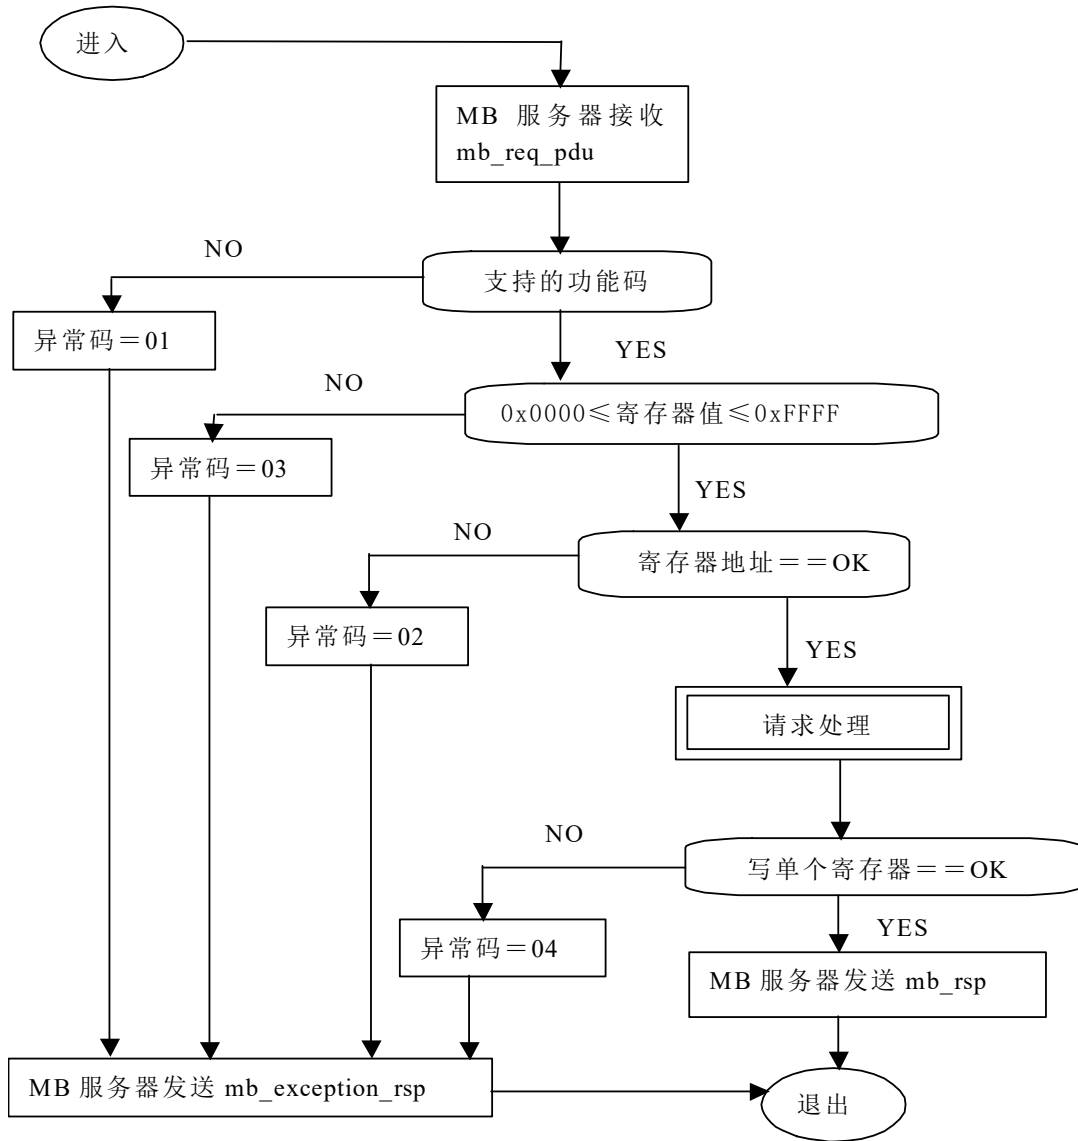 进入
MB 服务器接收
mb_req_pdu
NO
支持的功能码
异常码＝01
YES
NO
0x0000≤寄存器值≤0xFFFF
异常码＝03
YES
NO
寄存器地址＝＝OK
异常码＝02
YES
请求处理
NO
写单个寄存器＝＝OK
YES
异常码＝04
MB 服务器发送 mb_rsp
MB 服务器发送 mb_exception_rsp
退出